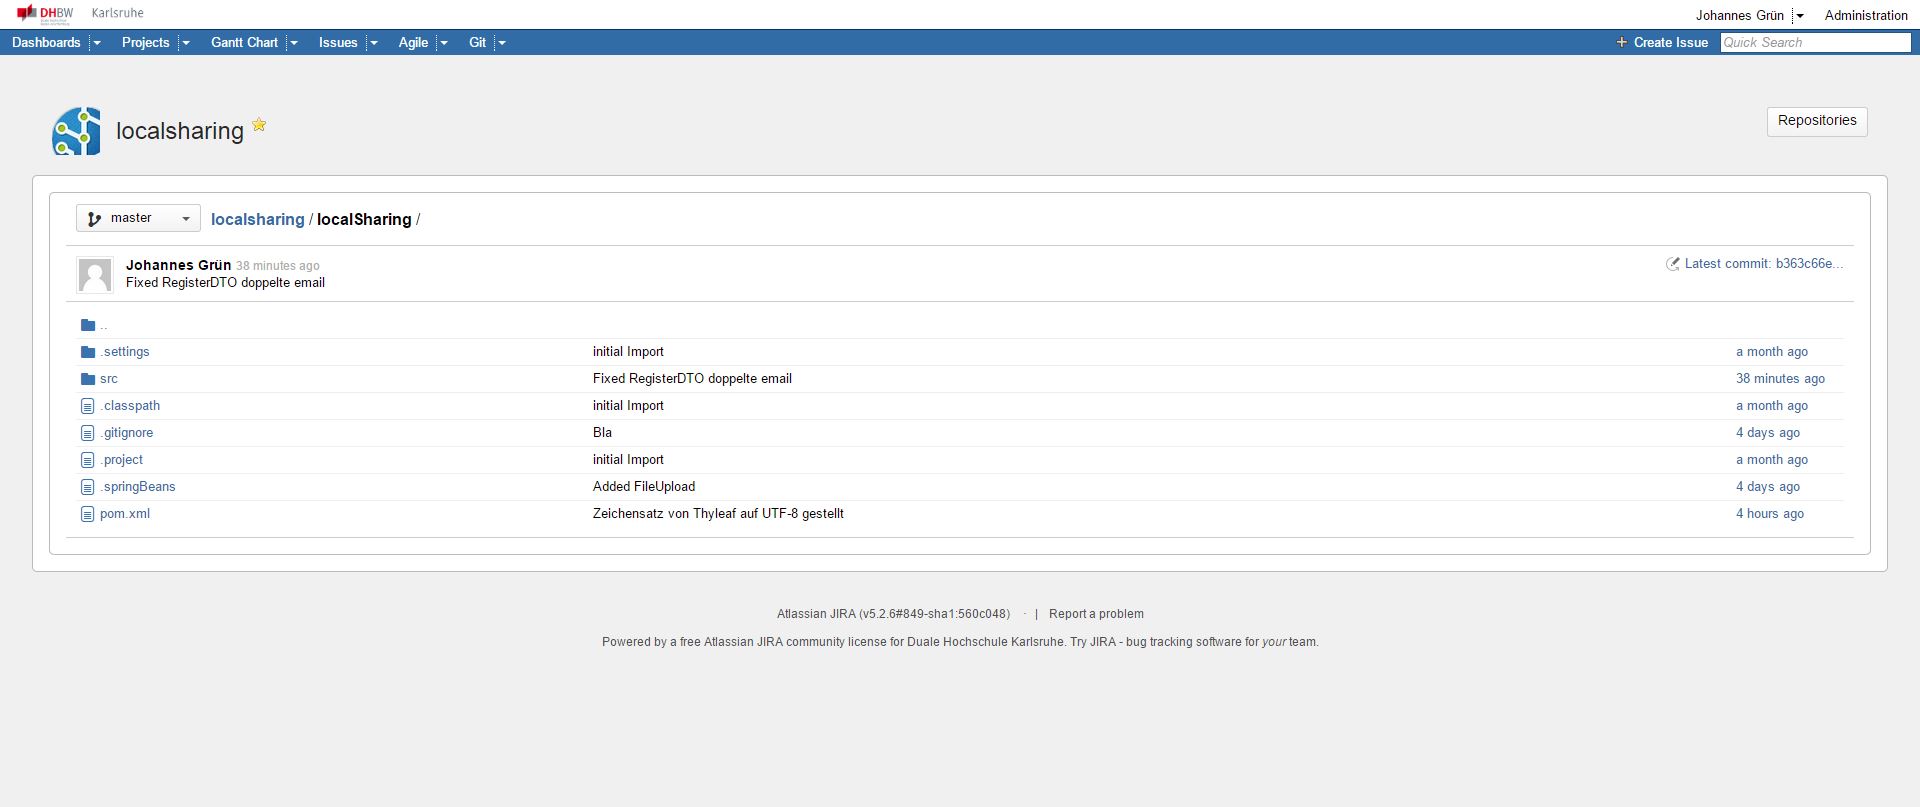 DHBW Karlsruhe
Johannes Grün Administration
Dashboards Projects Gantt Chart Issues Agile Git + Create Issue Quick Search
localsharing
Repositories
master localsharing / localSharing /
Johannes Grün 38 minutes ago
Latest commit: b363c66e...
Fixed RegisterDTO doppelte email
..
.settings initial Import a month ago
src Fixed RegisterDTO doppelte email 38 minutes ago
.classpath initial Import a month ago
.gitignore Bla 4 days ago
.project initial Import a month ago
.springBeans Added FileUpload 4 days ago
pom.xml Zeichensatz von Thyleaf auf UTF-8 gestellt 4 hours ago
Atlassian JIRA (v5.2.6#849-sha1:560c048) · | Report a problem
Powered by a free Atlassian JIRA community license for Duale Hochschule Karlsruhe. Try JIRA - bug tracking software for your team.